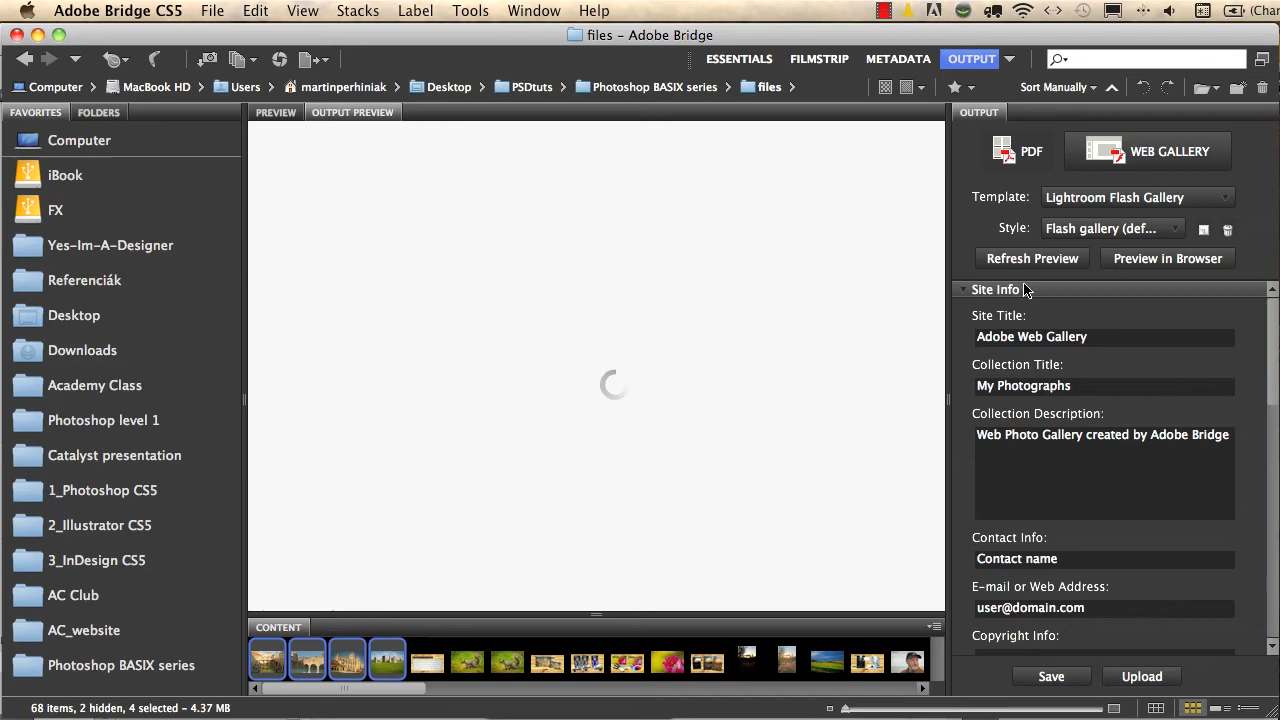 Adobe Bridge CS5 File Edit View Stacks Label Tools Window Help (Char
files – Adobe Bridge
ESSENTIALS FILMSTRIP METADATA OUTPUT
Computer MacBook HD Users martinperhiniak Desktop PSDtuts Photoshop BASIX series files Sort Manually
FAVORITES FOLDERS PREVIEW OUTPUT PREVIEW OUTPUT
Computer
iBook
FX
Yes-Im-A-Designer
Referenciák
Desktop
Downloads
Academy Class
Photoshop level 1
Catalyst presentation
1_Photoshop CS5
2_Illustrator CS5
3_InDesign CS5
AC Club
AC_website
Photoshop BASIX series
CONTENT
PDF WEB GALLERY
Template: Lightroom Flash Gallery
Style: Flash gallery (def...
Refresh Preview Preview in Browser
Site Info
Site Title:
Adobe Web Gallery
Collection Title:
My Photographs
Collection Description:
Web Photo Gallery created by Adobe Bridge
Contact Info:
Contact name
E-mail or Web Address:
user@domain.com
Copyright Info:
Save Upload
68 items, 2 hidden, 4 selected – 4.37 MB